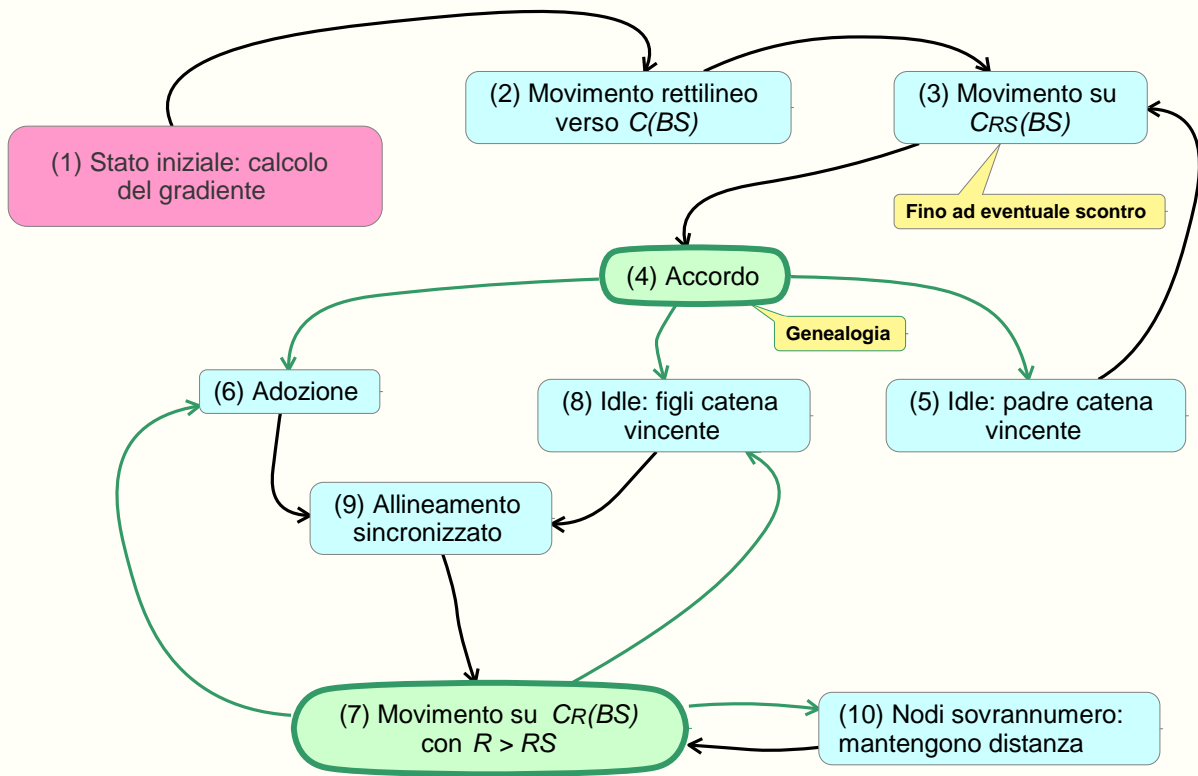 (2) Movimento rettilineo
verso C(BS)
(3) Movimento su
CRS(BS)
(1) Stato iniziale: calcolo
del gradiente
Fino ad eventuale scontro
(4) Accordo
Genealogia
(6) Adozione
(8) Idle: figli catena
vincente
(5) Idle: padre catena
vincente
(9) Allineamento
sincronizzato
(7) Movimento su CR(BS)
con R > RS
(10) Nodi sovrannumero:
mantengono distanza